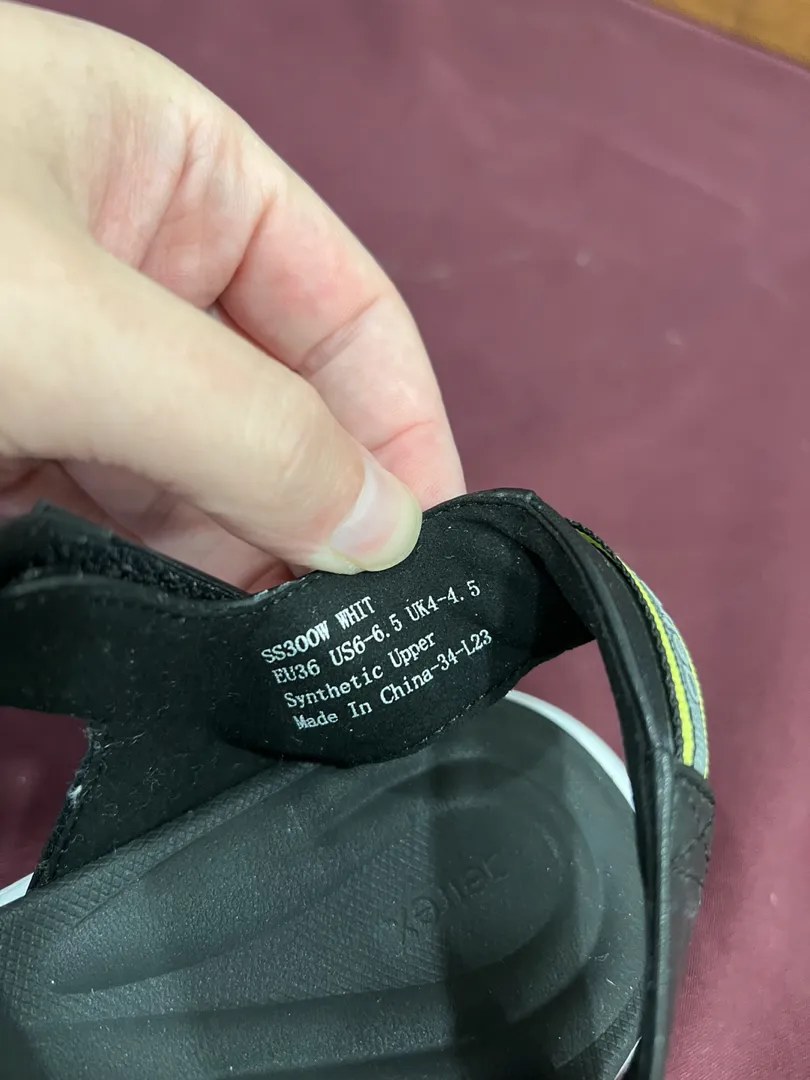 SS300W WHIT
EU36 US6-6.5 UK4-4.5
Synthetic Upper
Made In China-34-L23